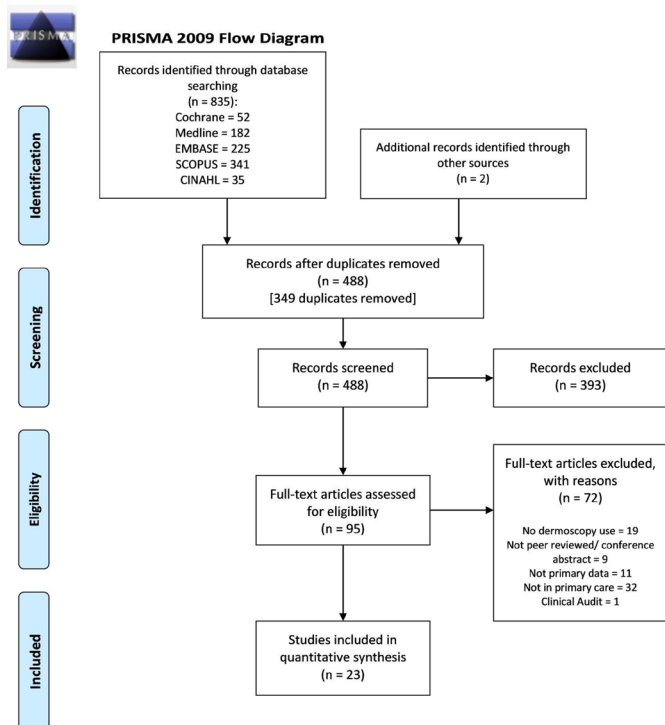 PRISMA
PRISMA 2009 Flow Diagram
Records identified through database
searching
(n = 835):
Cochrane = 52
Medline = 182
EMBASE = 225
SCOPUS = 341
CINAHL = 35
Additional records identified through
other sources
(n = 2)
Identification
Records after duplicates removed
(n = 488)
[349 duplicates removed]
Screening
Records screened
(n = 488)
Records excluded
(n = 393)
Eligibility
Full-text articles assessed
for eligibility
(n = 95)
Full-text articles excluded,
with reasons
(n = 72)
No dermoscopy use = 19
Not peer reviewed/ conference
abstract = 9
Not primary data = 11
Not in primary care = 32
Clinical Audit = 1
Included
Studies included in
quantitative synthesis
(n = 23)